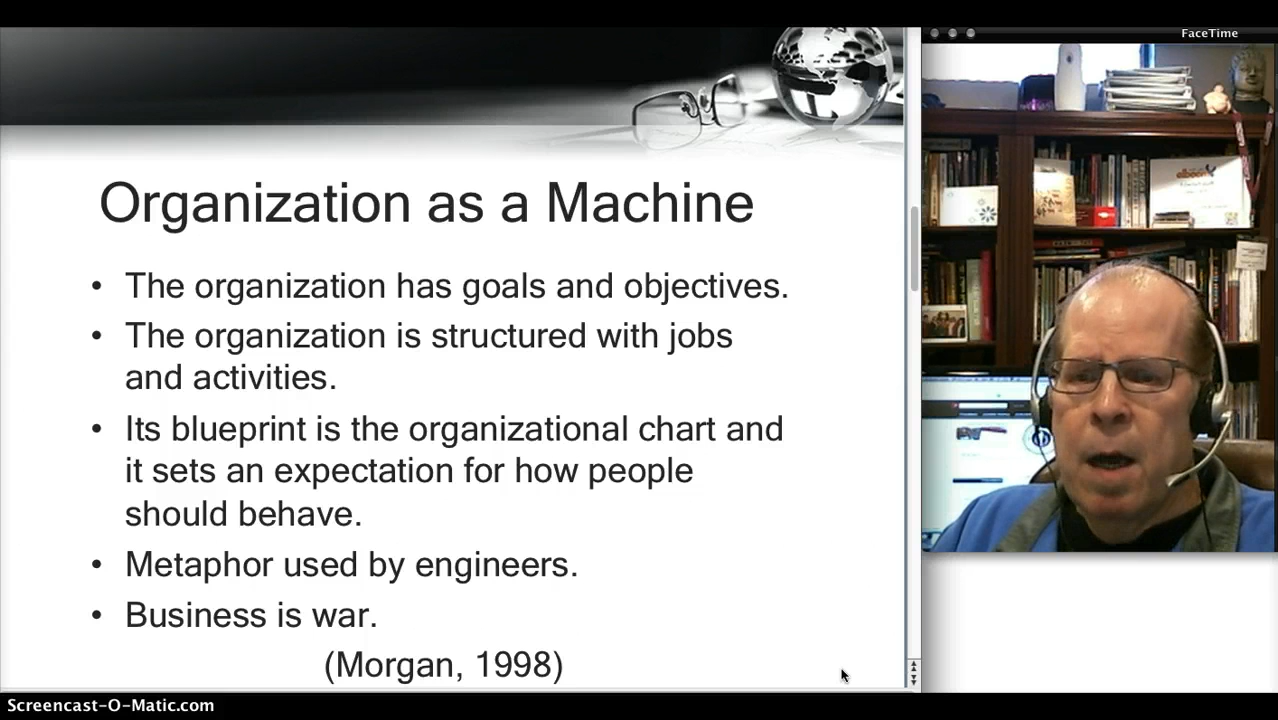 FaceTime
Organization as a Machine
• The organization has goals and objectives.
• The organization is structured with jobs
and activities.
• Its blueprint is the organizational chart and
it sets an expectation for how people
should behave.
• Metaphor used by engineers.
• Business is war.
(Morgan, 1998)
Screencast-O-Matic.com